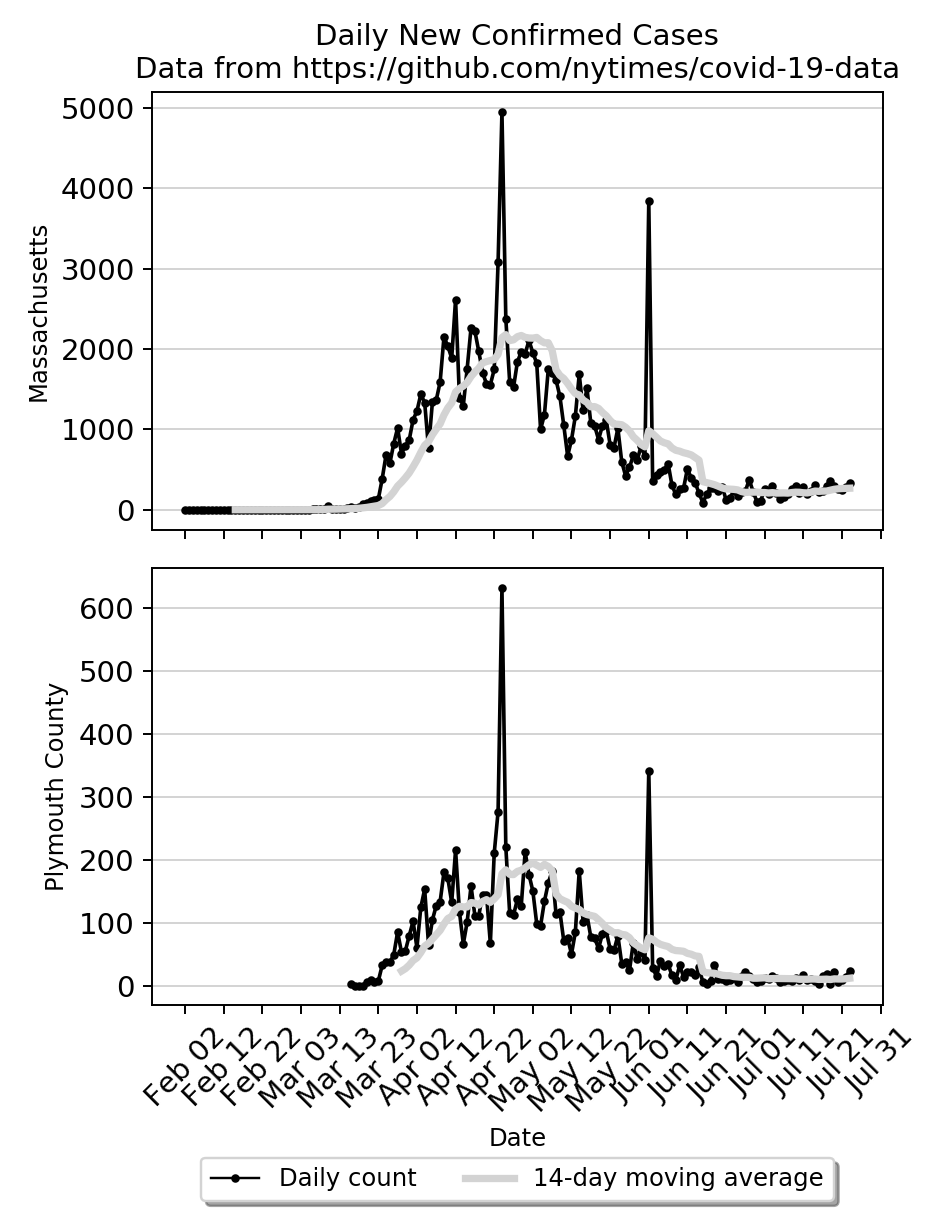 Daily New Confirmed Cases
Data from https://github.com/nytimes/covid-19-data
5000
4000
3000
2000
1000
0
Massachusetts
600
500
400
300
200
100
0
Plymouth County
Feb 02 Feb 12 Feb 22 Mar 03 Mar 13 Mar 23 Apr 02 Apr 12 Apr 22 May 02 May 12 May 22 Jun 01 Jun 11 Jun 21 Jul 01 Jul 11 Jul 21 Jul 31
Date
Daily count 14-day moving average